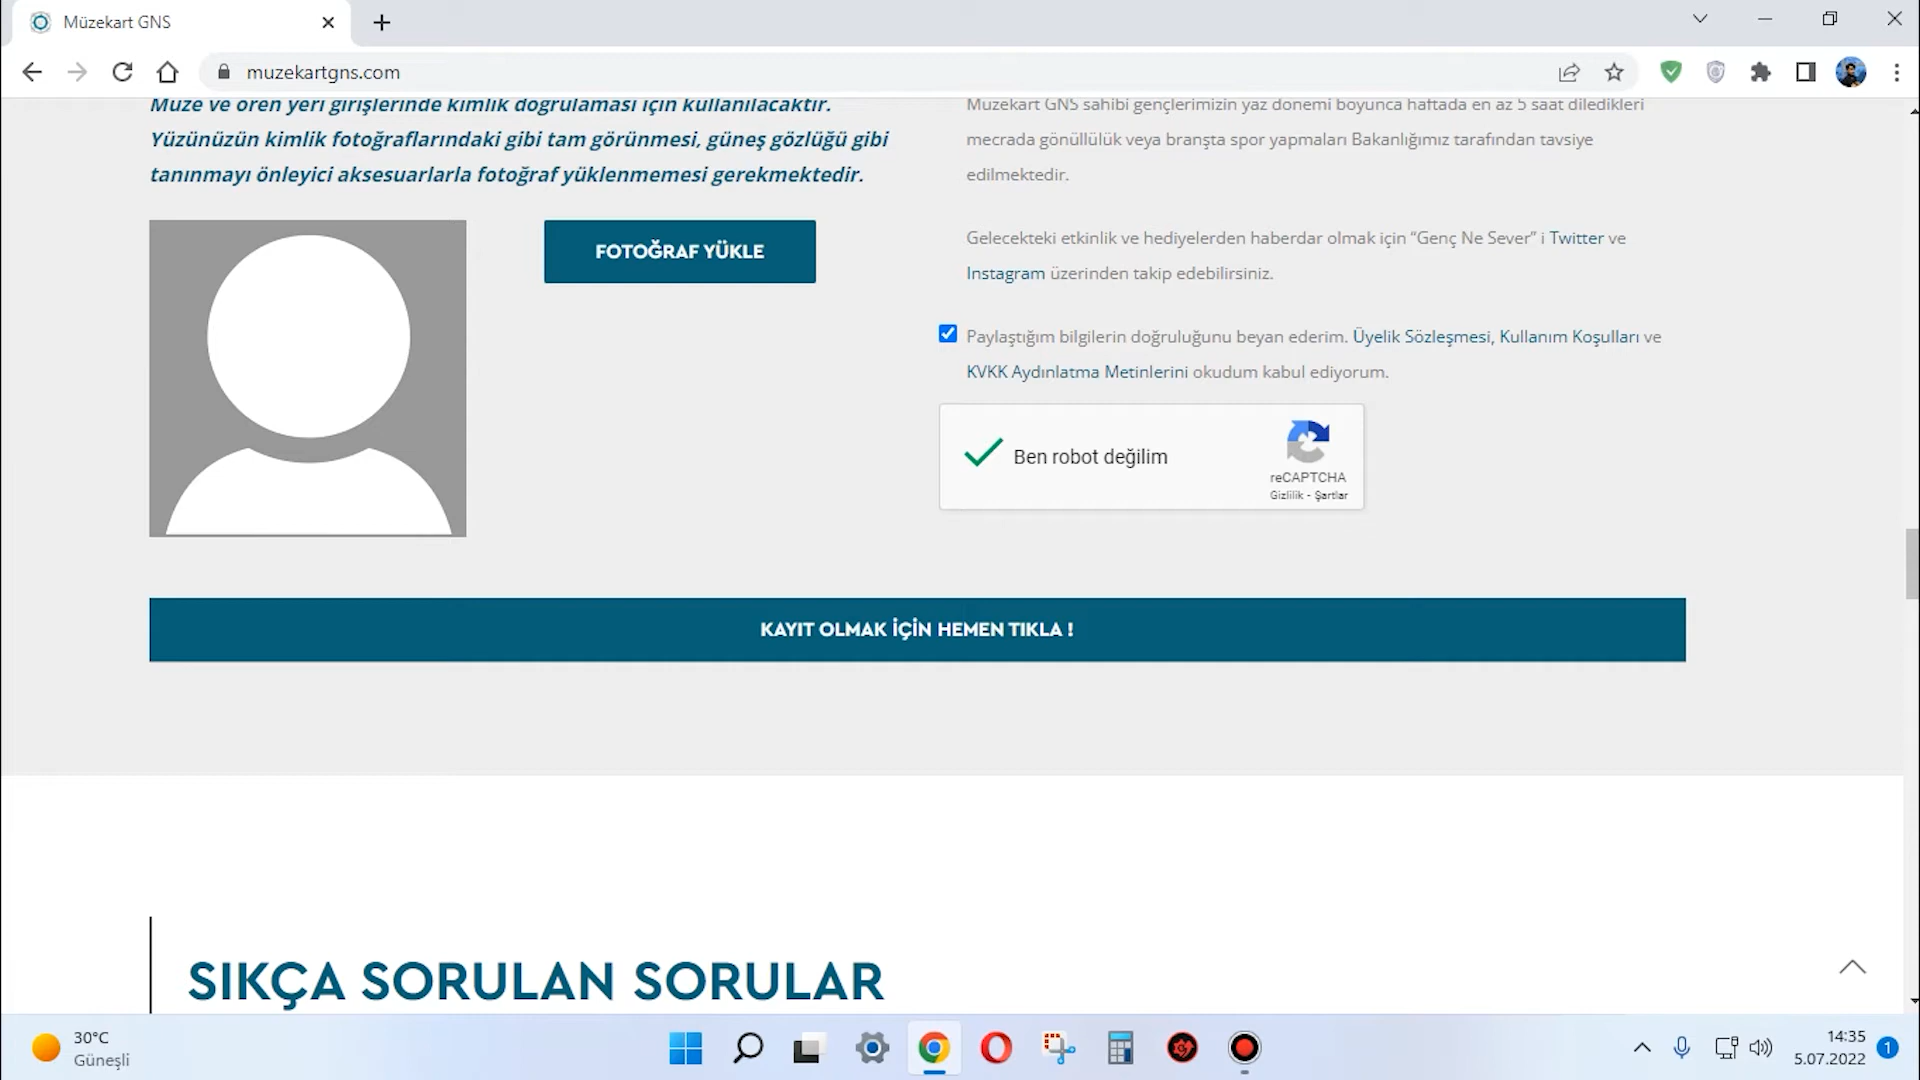 Müzekart GNS
muzekartgns.com
Müze ve ören yeri girişlerinde kimlik doğrulaması için kullanılacaktır.
Yüzünüzün kimlik fotoğraflarındaki gibi tam görünmesi, güneş gözlüğü gibi
tanınmayı önleyici aksesuarlarla fotoğraf yüklenmemesi gerekmektedir.
FOTOĞRAF YÜKLE
Müzekart GNS sahibi gençlerimizin yaz dönemi boyunca haftada en az 5 saat diledikleri
mecrada gönüllülük veya branşta spor yapmaları Bakanlığımız tarafından tavsiye
edilmektedir.
Gelecekteki etkinlik ve hediyelerden haberdar olmak için “Genç Ne Sever” i Twitter ve
Instagram üzerinden takip edebilirsiniz.
Paylaştığım bilgilerin doğruluğunu beyan ederim. Üyelik Sözleşmesi, Kullanım Koşulları ve
KVKK Aydınlatma Metinlerini okudum kabul ediyorum.
Ben robot değilim
reCAPTCHA
Gizlilik - Şartlar
KAYIT OLMAK İÇİN HEMEN TIKLA !
SIKÇA SORULAN SORULAR
30°C
Güneşli
14:35
5.07.2022
1